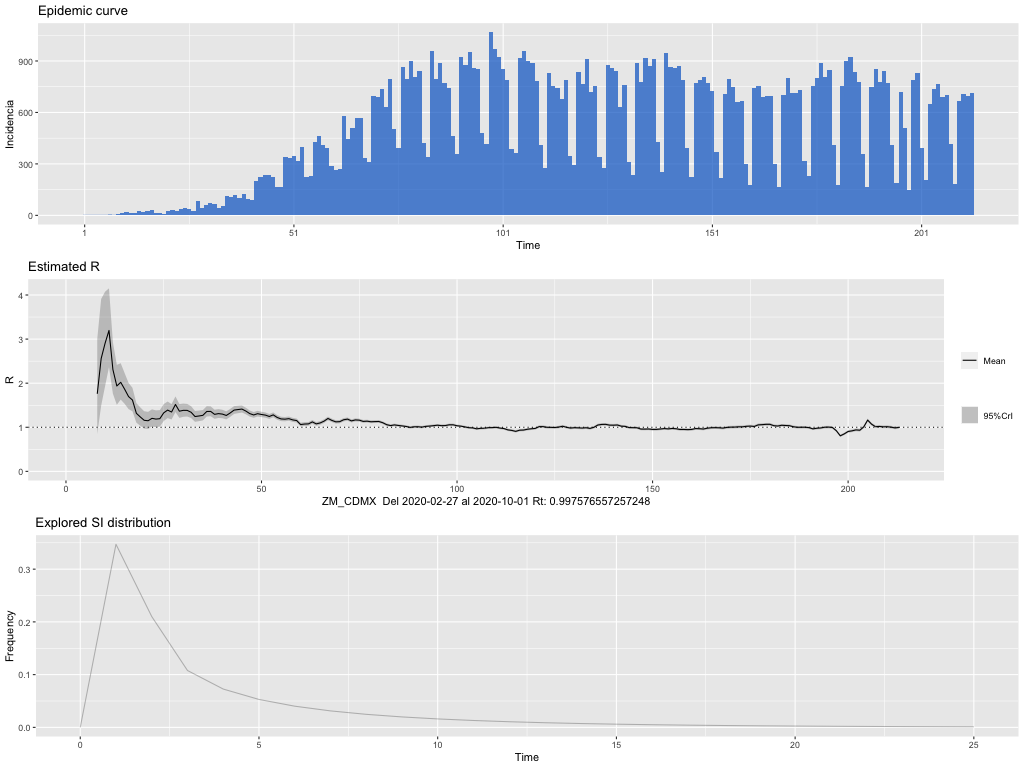 Epidemic curve
900
600
300
0
Incidencia
1 51 101 151 201
Time
Estimated R
4
3
2
1
0
R
Mean
95%CrI
0 50 100 150 200
ZM_CDMX Del 2020-02-27 al 2020-10-01 Rt: 0.997576557257248
Explored SI distribution
0.3
0.2
0.1
0.0
Frequency
0 5 10 15 20 25
Time